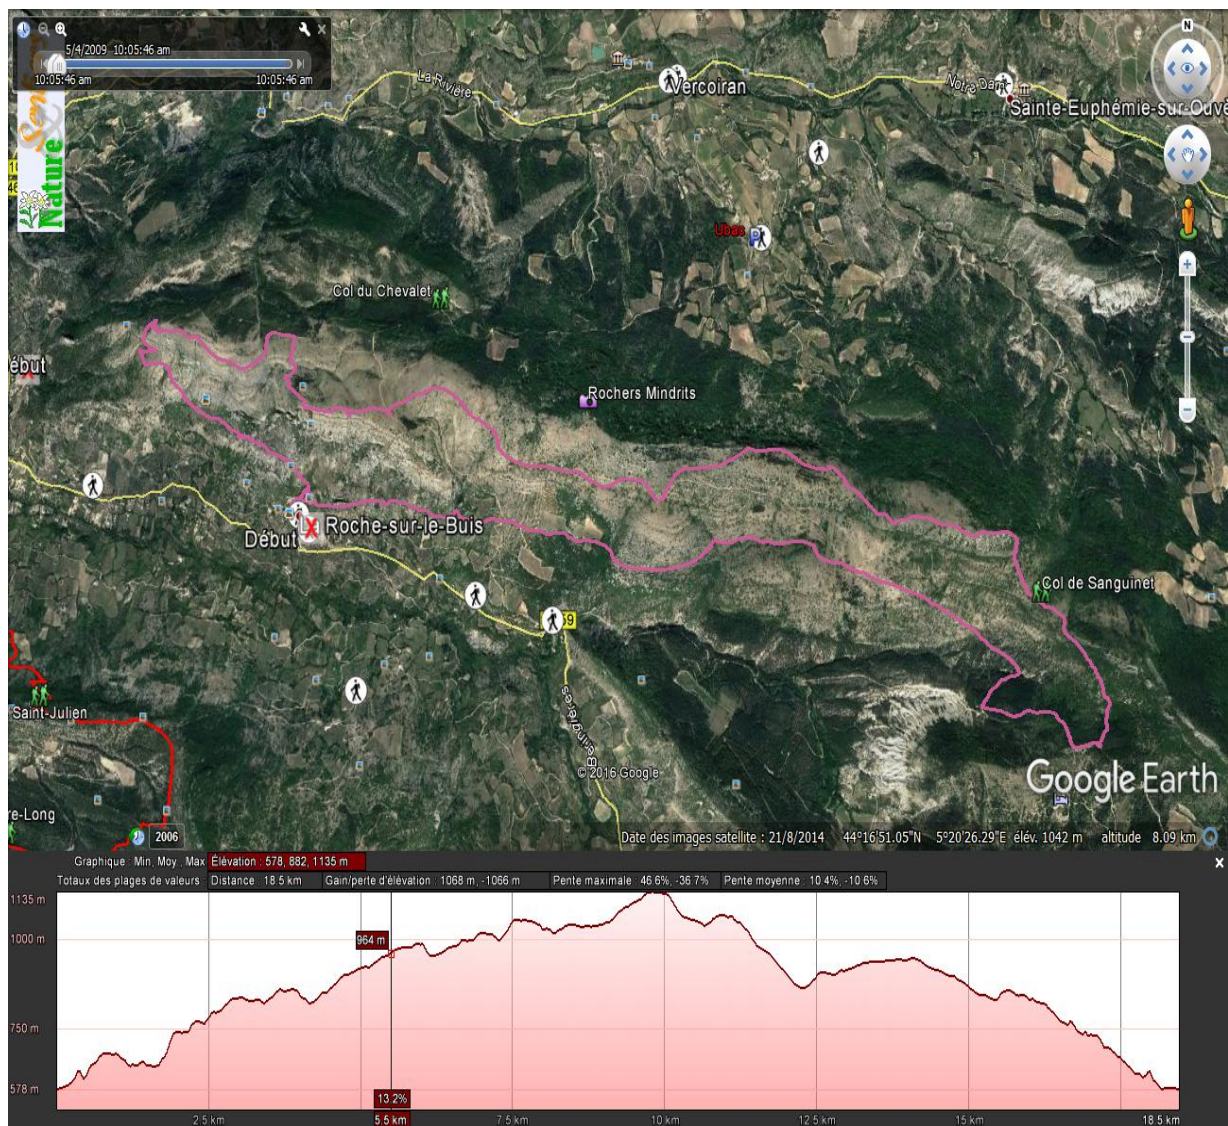 5/4/2009 10:05:46 am
10:05:46 am
10:05:46 am
Nature
N
La Rivière
Vercoiran
Sainte-Euphémie-sur-Ouvè
Ubac
Col du Chevalet
ébut
Rochers Mindrits
Roche-sur-le-Buis
Début
Col de Sanguinet
Saint-Julien
re-Long
2006
© 2016 Google
Google Earth
Date des images satellite : 21/8/2014 44°16'51.05"N 5°20'26.29"E élév. 1042 m altitude 8.09 km
Graphique : Min, Moy., Max Élévation : 578, 882, 1135 m
Totaux des plages de valeurs : Distance : 18.5 km Gain/perte d'élévation : 1068 m, -1066 m Pente maximale 46.6%, -36.7% Pente moyenne : 10.4%, -10.6%
1135 m
1000 m
964 m
750 m
578 m
13.2%
2.5 km 5.5 km 7.5 km 10 km 12.5 km 15 km 18.5 km